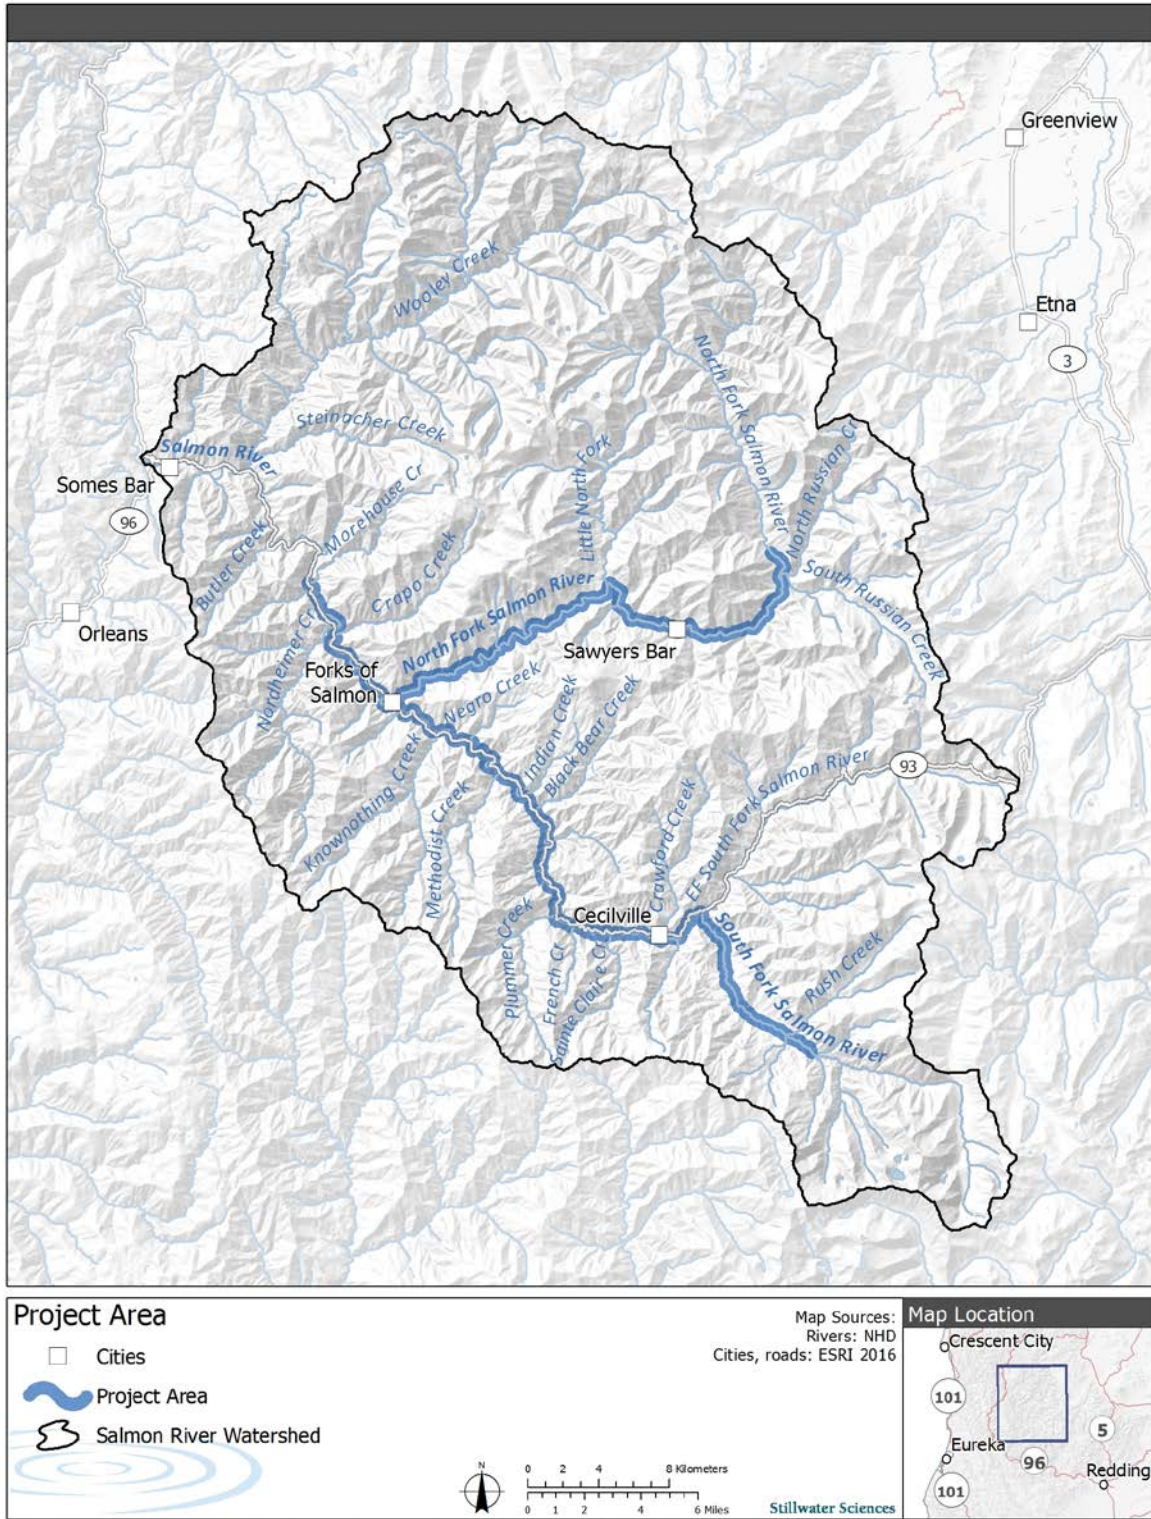 Greenview
Etna
3
Wooley Creek
North Fork Salmon River
Steinacher Creek
Salmon River
North Russian Cr
Somes Bar
96
Morehouse Cr
Little North Fork
Butler Creek
Crapo Creek
South Russian Creek
North Fork Salmon River
Orleans
Nordheimer Cr
Sawyers Bar
Forks of
Salmon
Negro Creek
Indian Creek
Black Bear Creek
Knownothing Creek
Methodist Creek
Crawford Creek
EF South Fork Salmon River
93
Plummer Creek
French Cr
Sainte Claire Cr
Cecilville
South Fork Salmon River
Rush Creek
Project Area
Cities
Project Area
Salmon River Watershed
Map Sources:
Rivers: NHD
Cities, roads: ESRI 2016
N
0 2 4 8 Kilometers
0 1 2 4 6 Miles
Stillwater Sciences
Map Location
Crescent City
101
5
Eureka
96
Redding
101